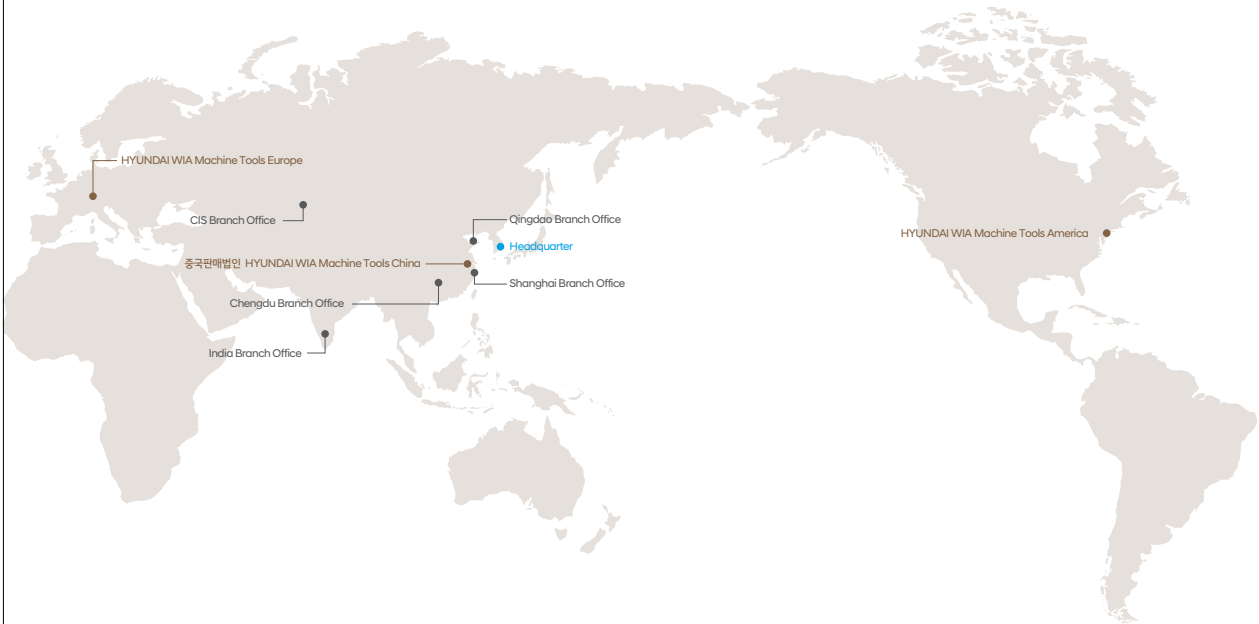 HYUNDAI WIA Machine Tools Europe
CIS Branch Office
Qingdao Branch Office
HYUNDAI WIA Machine Tools America
Headquarter
중국판매법인 HYUNDAI WIA Machine Tools China
Shanghai Branch Office
Chengdu Branch Office
India Branch Office